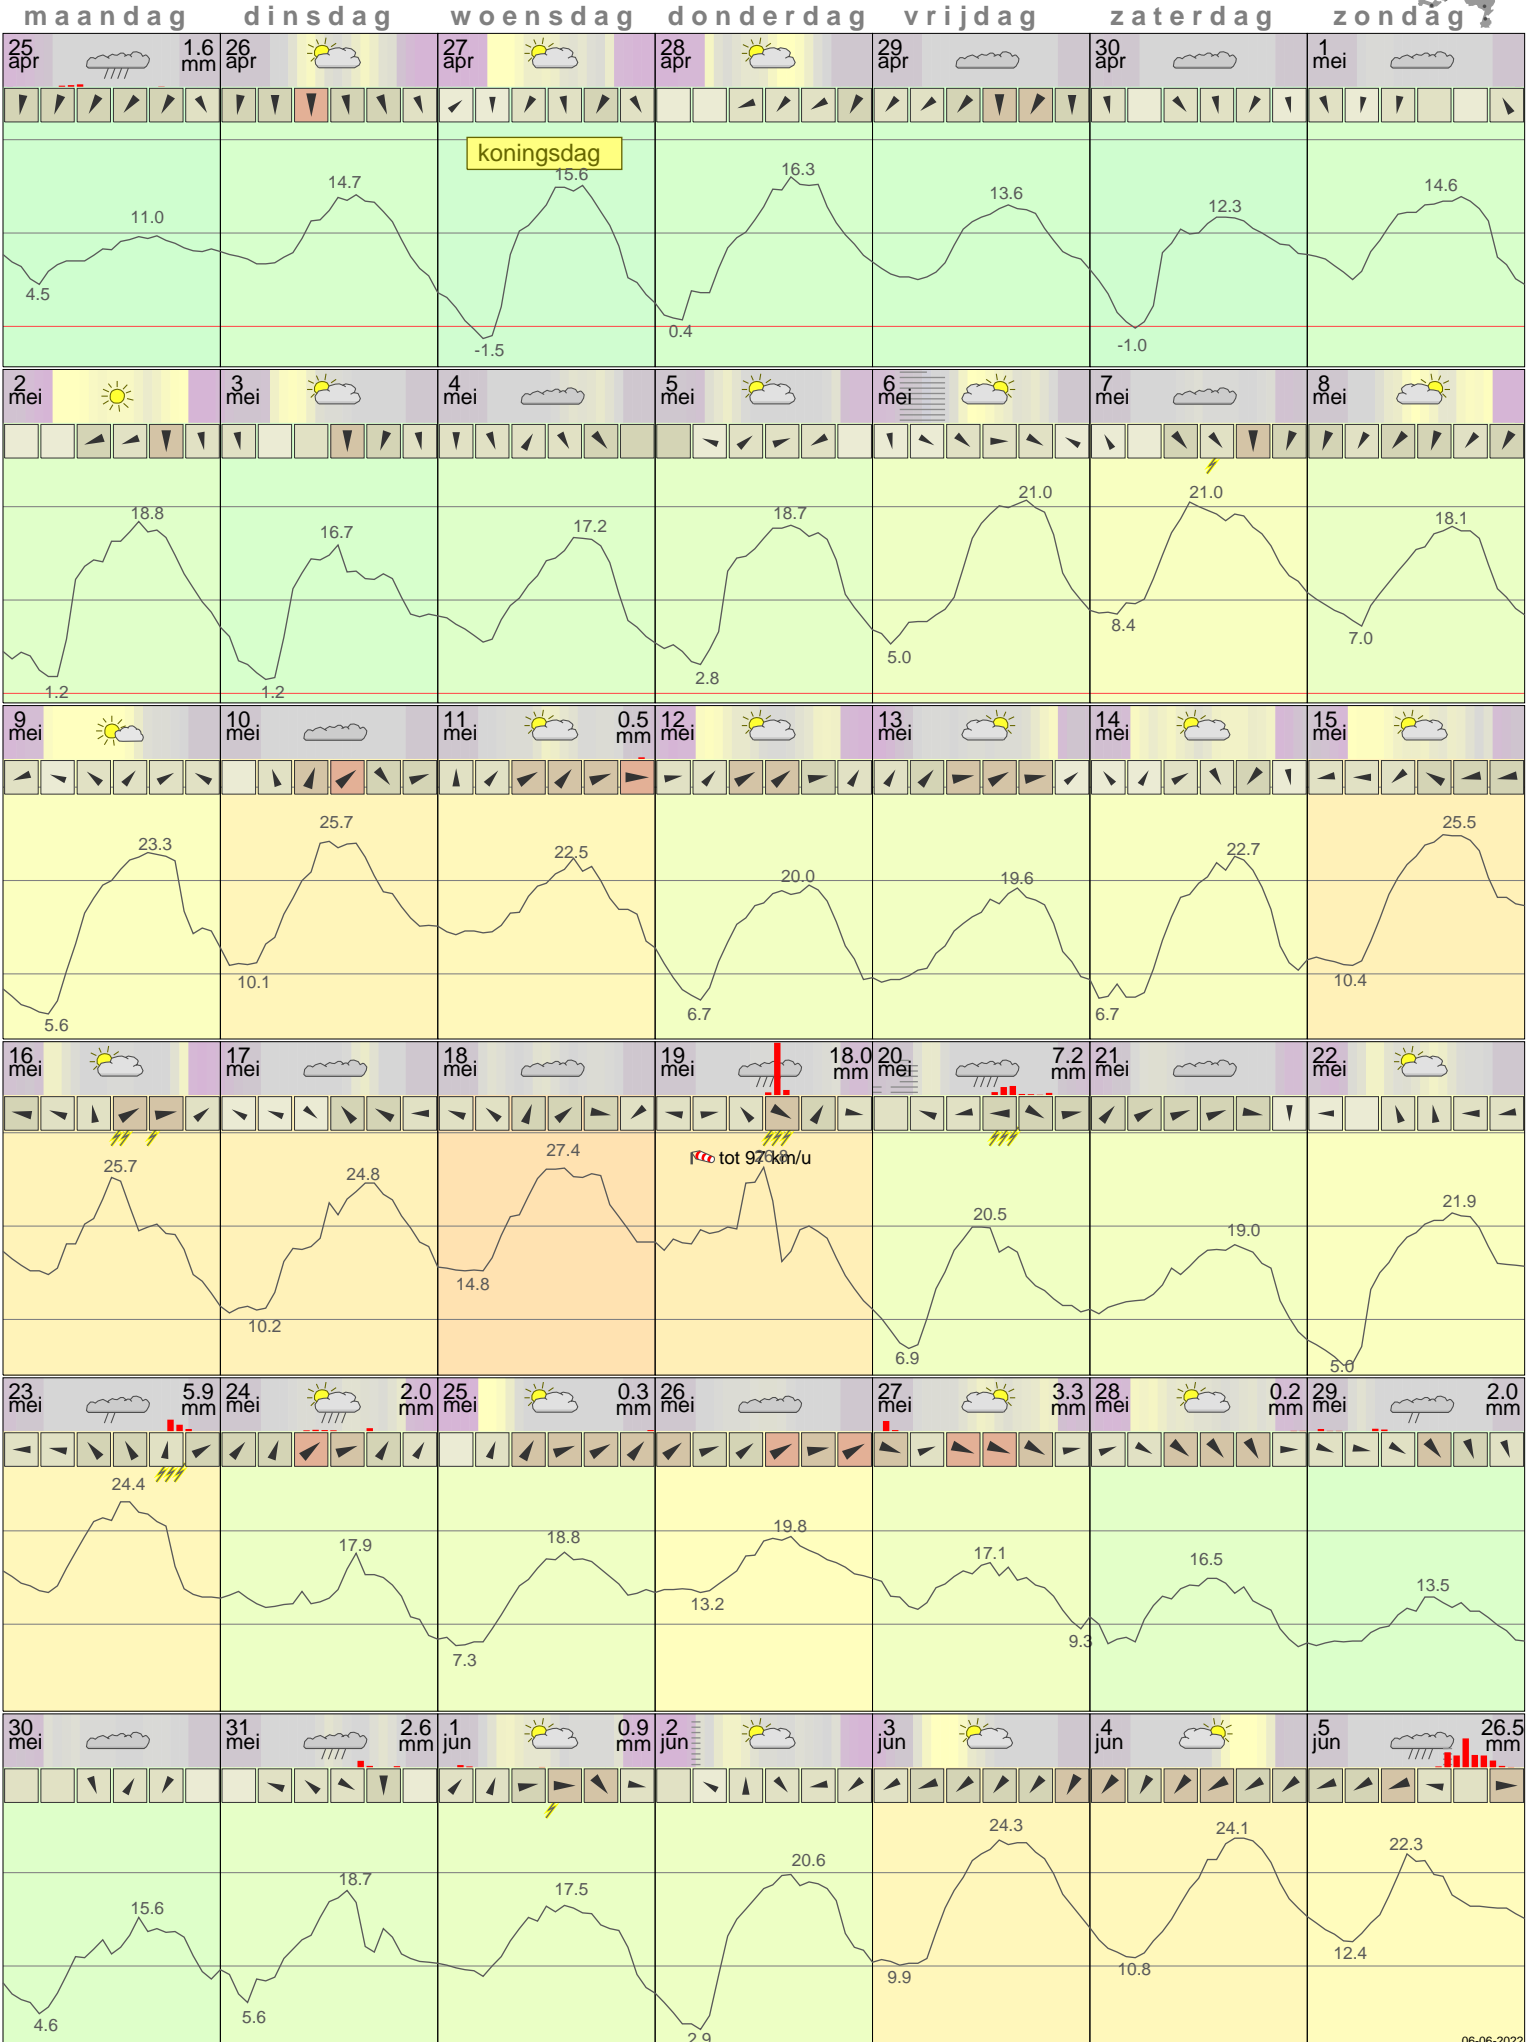 maandag dinsdag woensdag donderdag vrijdag zaterdag zondag
25 apr 1.6 mm 26 apr 27 apr 28 apr 29 apr 30 apr 1 mei
koningsdag
11.0 14.7 15.6 16.3 13.6 12.3 14.6
4.5 -1.5 0.4 -1.0
2 mei 3 mei 4 mei 5 mei 6 mei 7 mei 8 mei
18.8 16.7 17.2 18.7 21.0 21.0 18.1
1.2 1.2 2.8 5.0 8.4 7.0
9 mei 10 mei 11 mei 0.5 mm 12 mei 13 mei 14 mei 15 mei
23.3 25.7 22.5 20.0 19.6 22.7 25.5
5.6 10.1 6.7 6.7 10.4
16 mei 17 mei 18 mei 19 mei 18.0 mm 20 mei 7.2 mm 21 mei 22 mei
tot 97 km/u
25.7 24.8 27.4 26.8 20.5 19.0 21.9
10.2 14.8 6.9 5.0
23 mei 5.9 mm 24 mei 2.0 mm 25 mei 0.3 mm 26 mei 27 mei 3.3 mm 28 mei 0.2 mm 29 mei 2.0 mm
24.4 17.9 18.8 19.8 17.1 16.5 13.5
7.3 13.2 9.3
30 mei 31 mei 2.6 mm 1 jun 0.9 mm 2 jun 3 jun 4 jun 5 jun 26.5 mm
15.6 18.7 17.5 20.6 24.3 24.1 22.3
4.6 5.6 2.9 9.9 10.8 12.4
06-06-2022